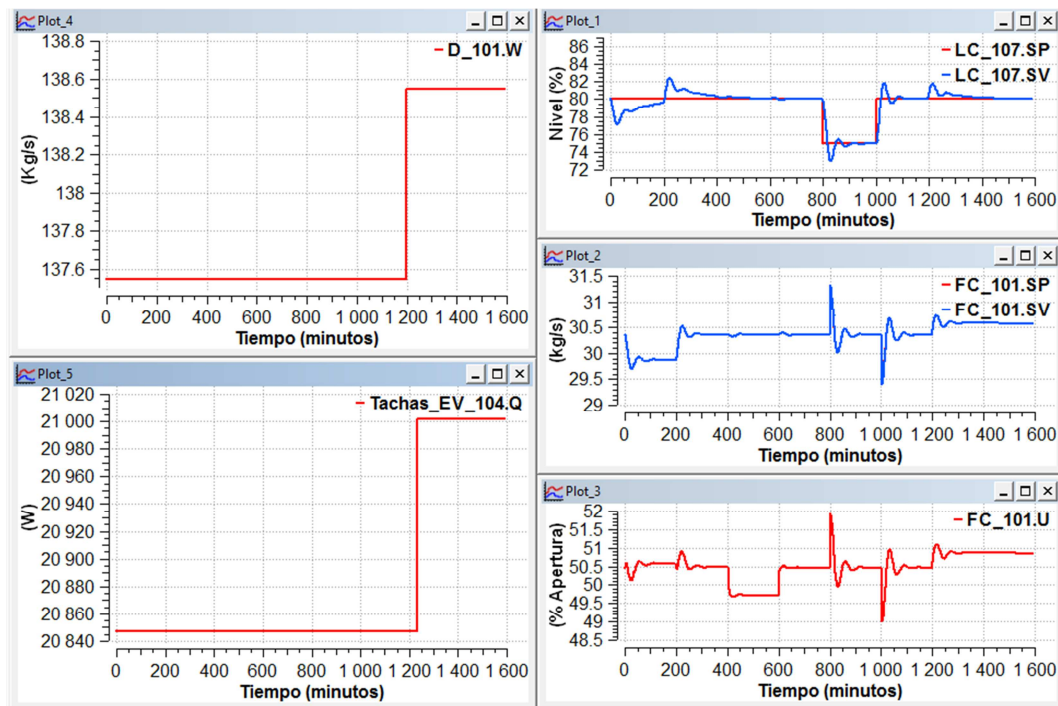 Plot_4
138.8
138.6
138.4
138.2
138
137.8
137.6
(Kg/s)
D_101.W
0 200 400 600 800 1 000 1 200 1 400 1 600
Tiempo (minutos)
Plot_5
21 020
21 000
20 980
20 960
20 940
20 920
20 900
20 880
20 860
20 840
(W)
Tachas_EV_104.Q
0 200 400 600 800 1 000 1 200 1 400 1 600
Tiempo (minutos)
Plot_1
86
84
82
80
78
76
74
72
Nivel (%)
LC_107.SP
LC_107.SV
0 200 400 600 800 1 000 1 200 1 400 1 600
Tiempo (minutos)
Plot_2
31.5
31
30.5
30
29.5
29
(kg/s)
FC_101.SP
FC_101.SV
0 200 400 600 800 1 000 1 200 1 400 1 600
Tiempo (minutos)
Plot_3
52
51.5
51
50.5
50
49.5
49
48.5
(% Apertura)
FC_101.U
0 200 400 600 800 1 000 1 200 1 400 1 600
Tiempo (minutos)